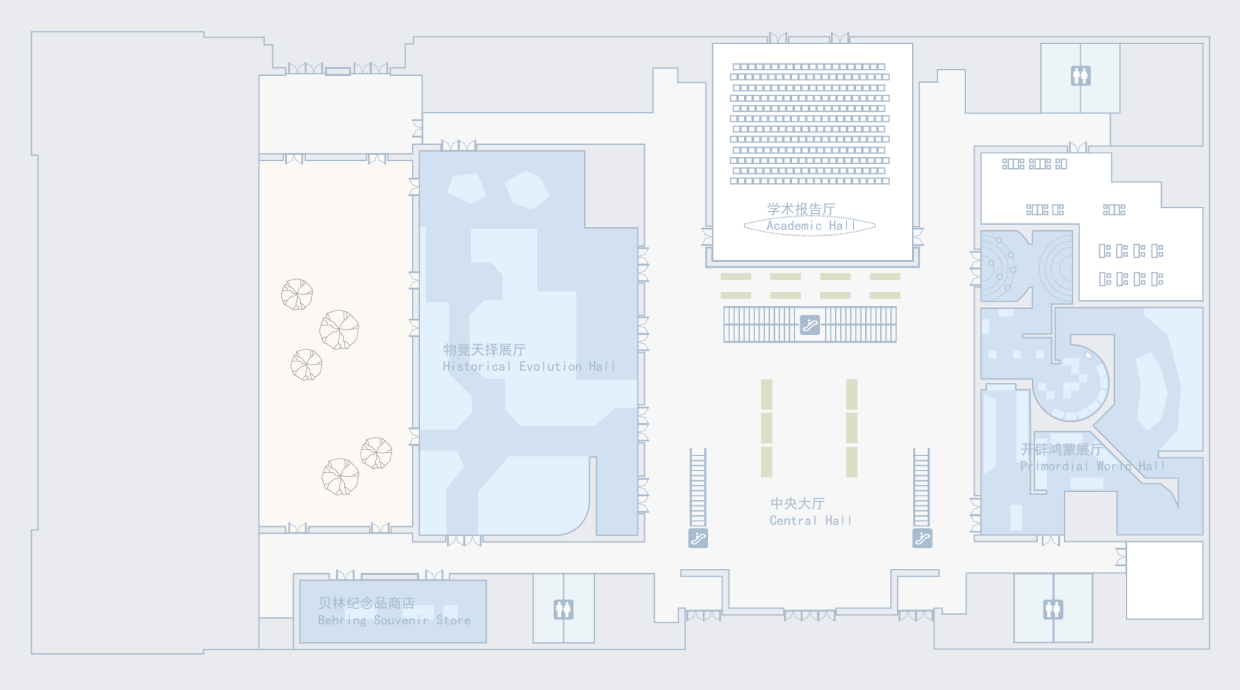 学术报告厅
Academic Hall
物竞天择展厅
Historical Evolution Hall
开辟鸿蒙展厅
Primordial World Hall
中央大厅
Central Hall
贝林纪念品商店
Behring Souvenir Store